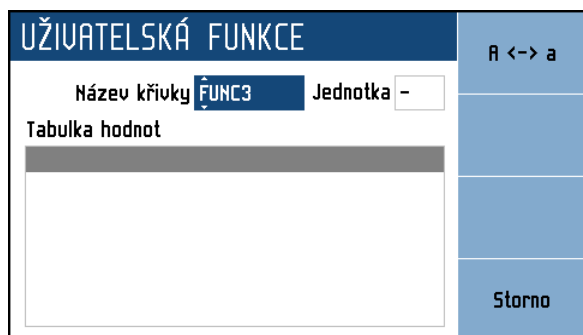 UŽIVATELSKÁ FUNKCE
Název křivky FUNC3 Jednotka -
Tabulka hodnot
A <-> a
Storno